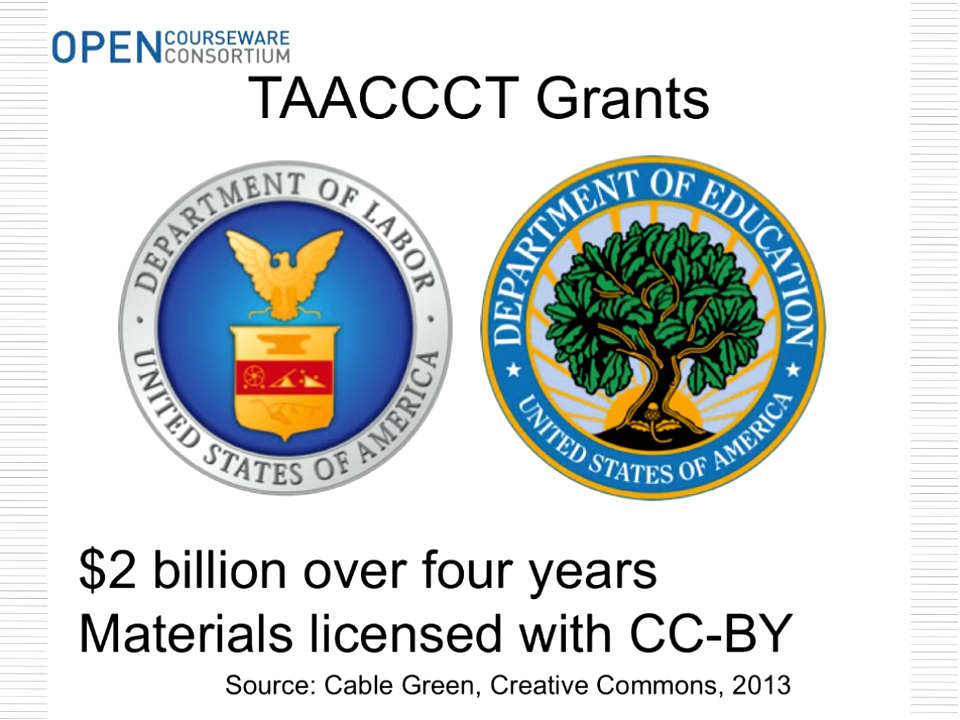 OPEN COURSEWARE
CONSORTIUM
TAACCCT Grants
DEPARTMENT OF LABOR
UNITED STATES OF AMERICA
DEPARTMENT OF EDUCATION
UNITED STATES OF AMERICA
$2 billion over four years
Materials licensed with CC-BY
Source: Cable Green, Creative Commons, 2013